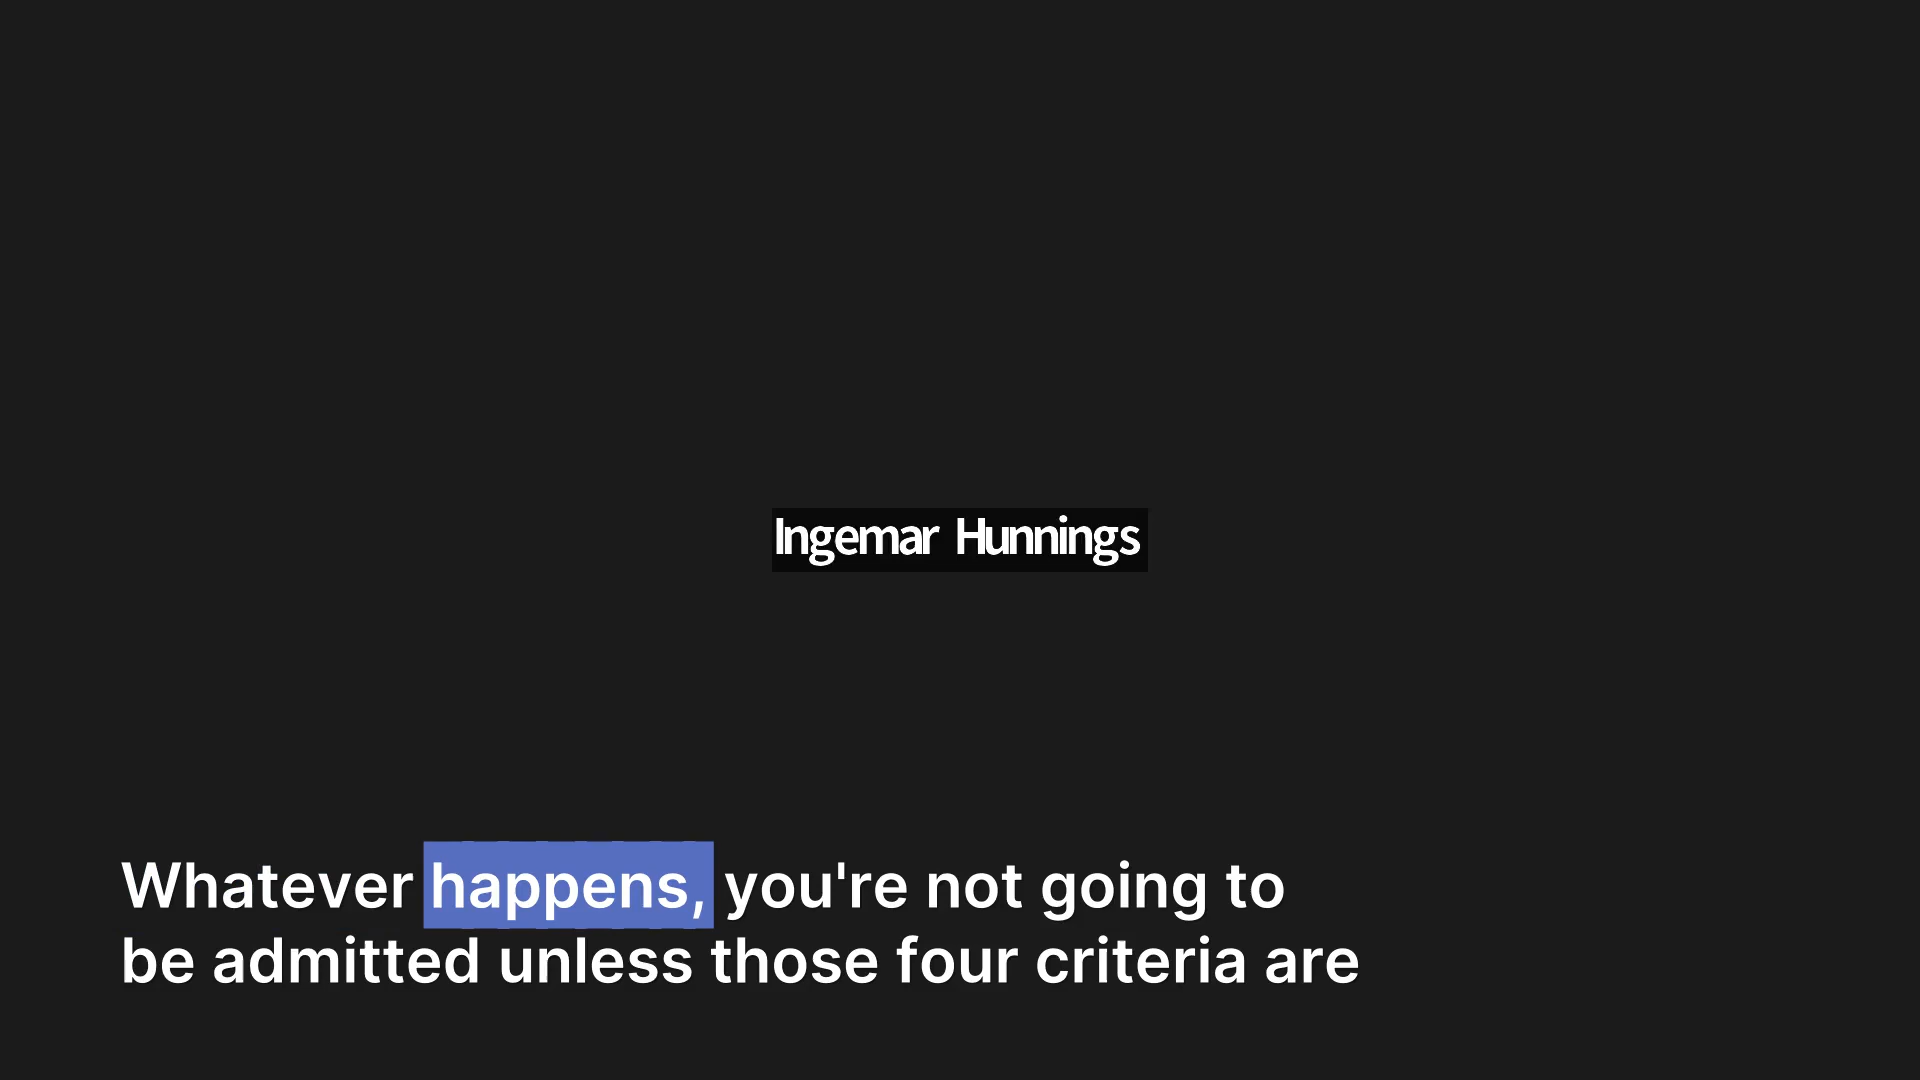 Ingemar Hunnings
Whatever happens, you're not going to
be admitted unless those four criteria are